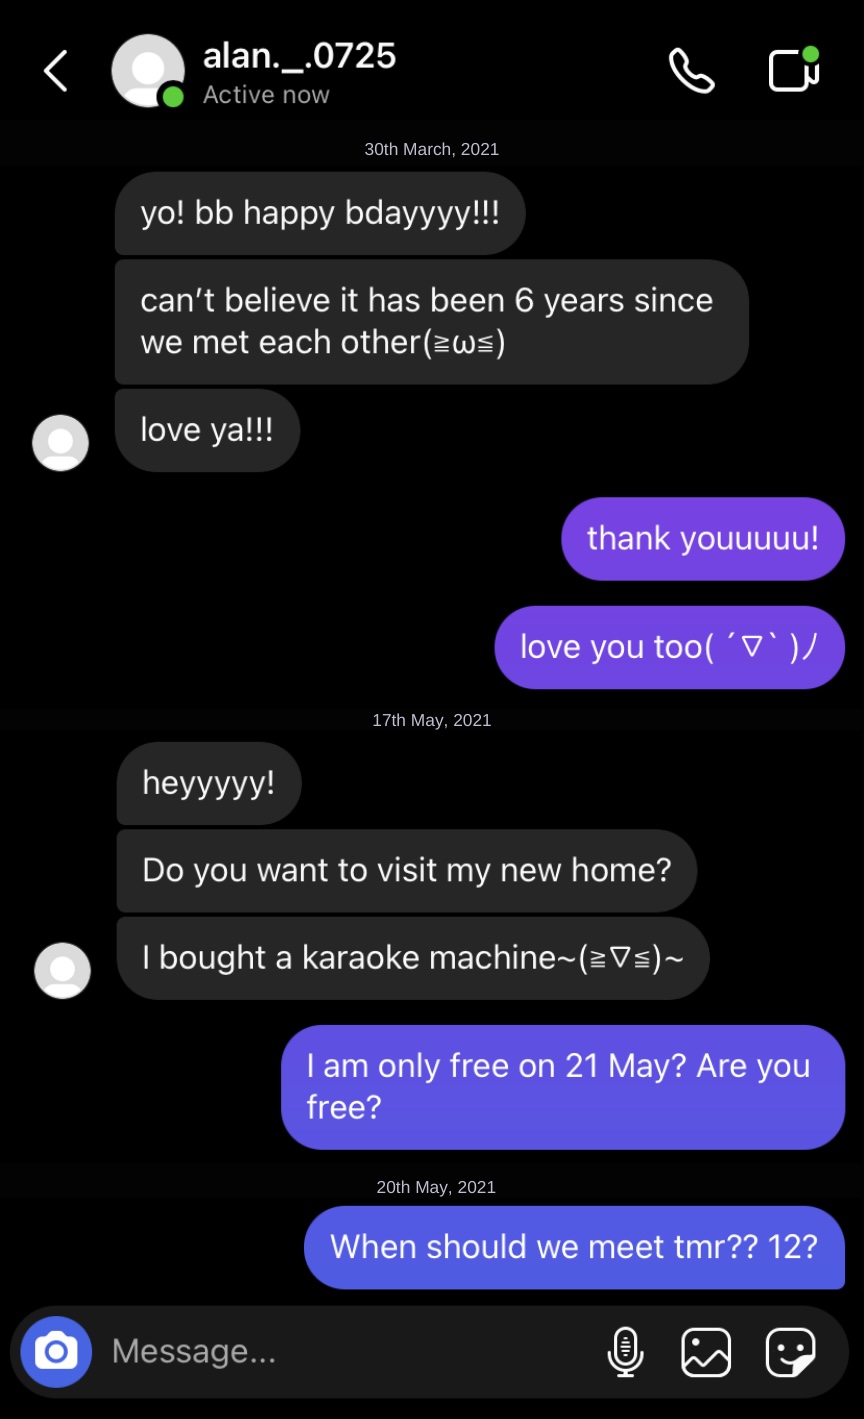 alan._.0725
Active now
30th March, 2021
yo! bb happy bdayyyy!!!
can't believe it has been 6 years since
we met each other(≧ω≦)
love ya!!!
thank youuuuu!
love you too( ´∇` )ﾉ
17th May, 2021
heyyyyy!
Do you want to visit my new home?
I bought a karaoke machine~(≧∇≦)~
I am only free on 21 May? Are you
free?
20th May, 2021
When should we meet tmr?? 12?
Message...